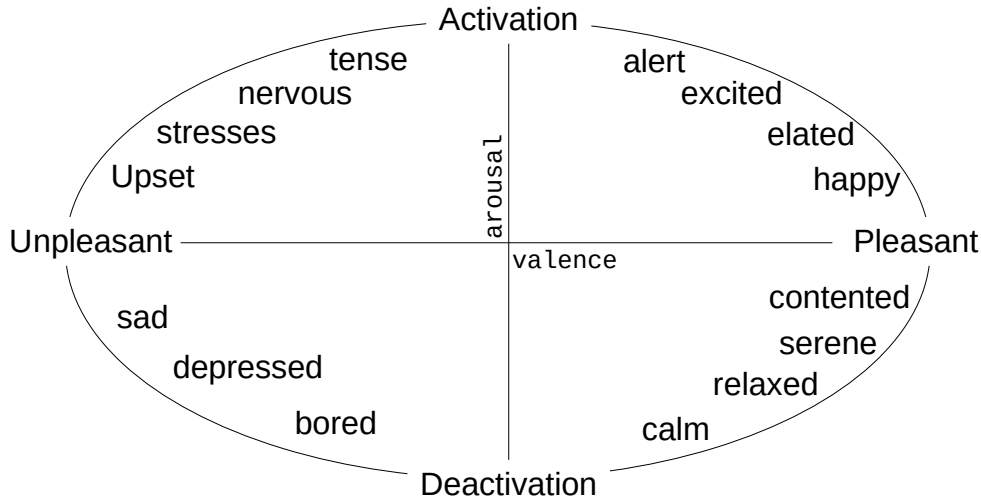 Activation
tense
alert
nervous
excited
stresses
elated
Upset
happy
arousal
Unpleasant
Pleasant
valence
contented
sad
serene
depressed
relaxed
bored
calm
Deactivation